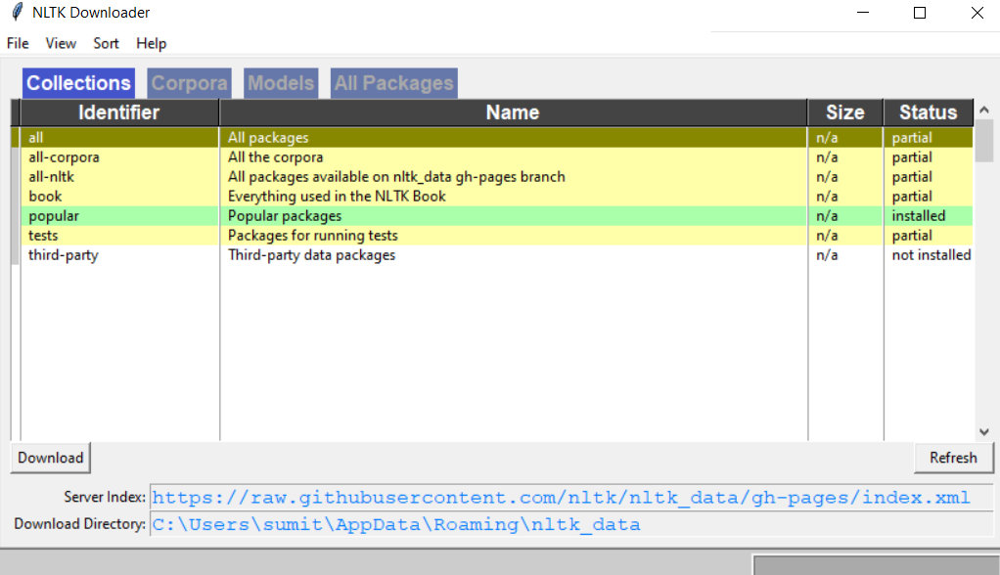 NLTK Downloader
File View Sort Help
Collections Corpora Models All Packages
Identifier Name Size Status
all All packages n/a partial
all-corpora All the corpora n/a partial
all-nltk All packages available on nltk_data gh-pages branch n/a partial
book Everything used in the NLTK Book n/a partial
popular Popular packages n/a installed
tests Packages for running tests n/a partial
third-party Third-party data packages n/a not installed
Download Refresh
Server Index: https://raw.githubusercontent.com/nltk/nltk_data/gh-pages/index.xml
Download Directory: C:\Users\sumit\AppData\Roaming\nltk_data